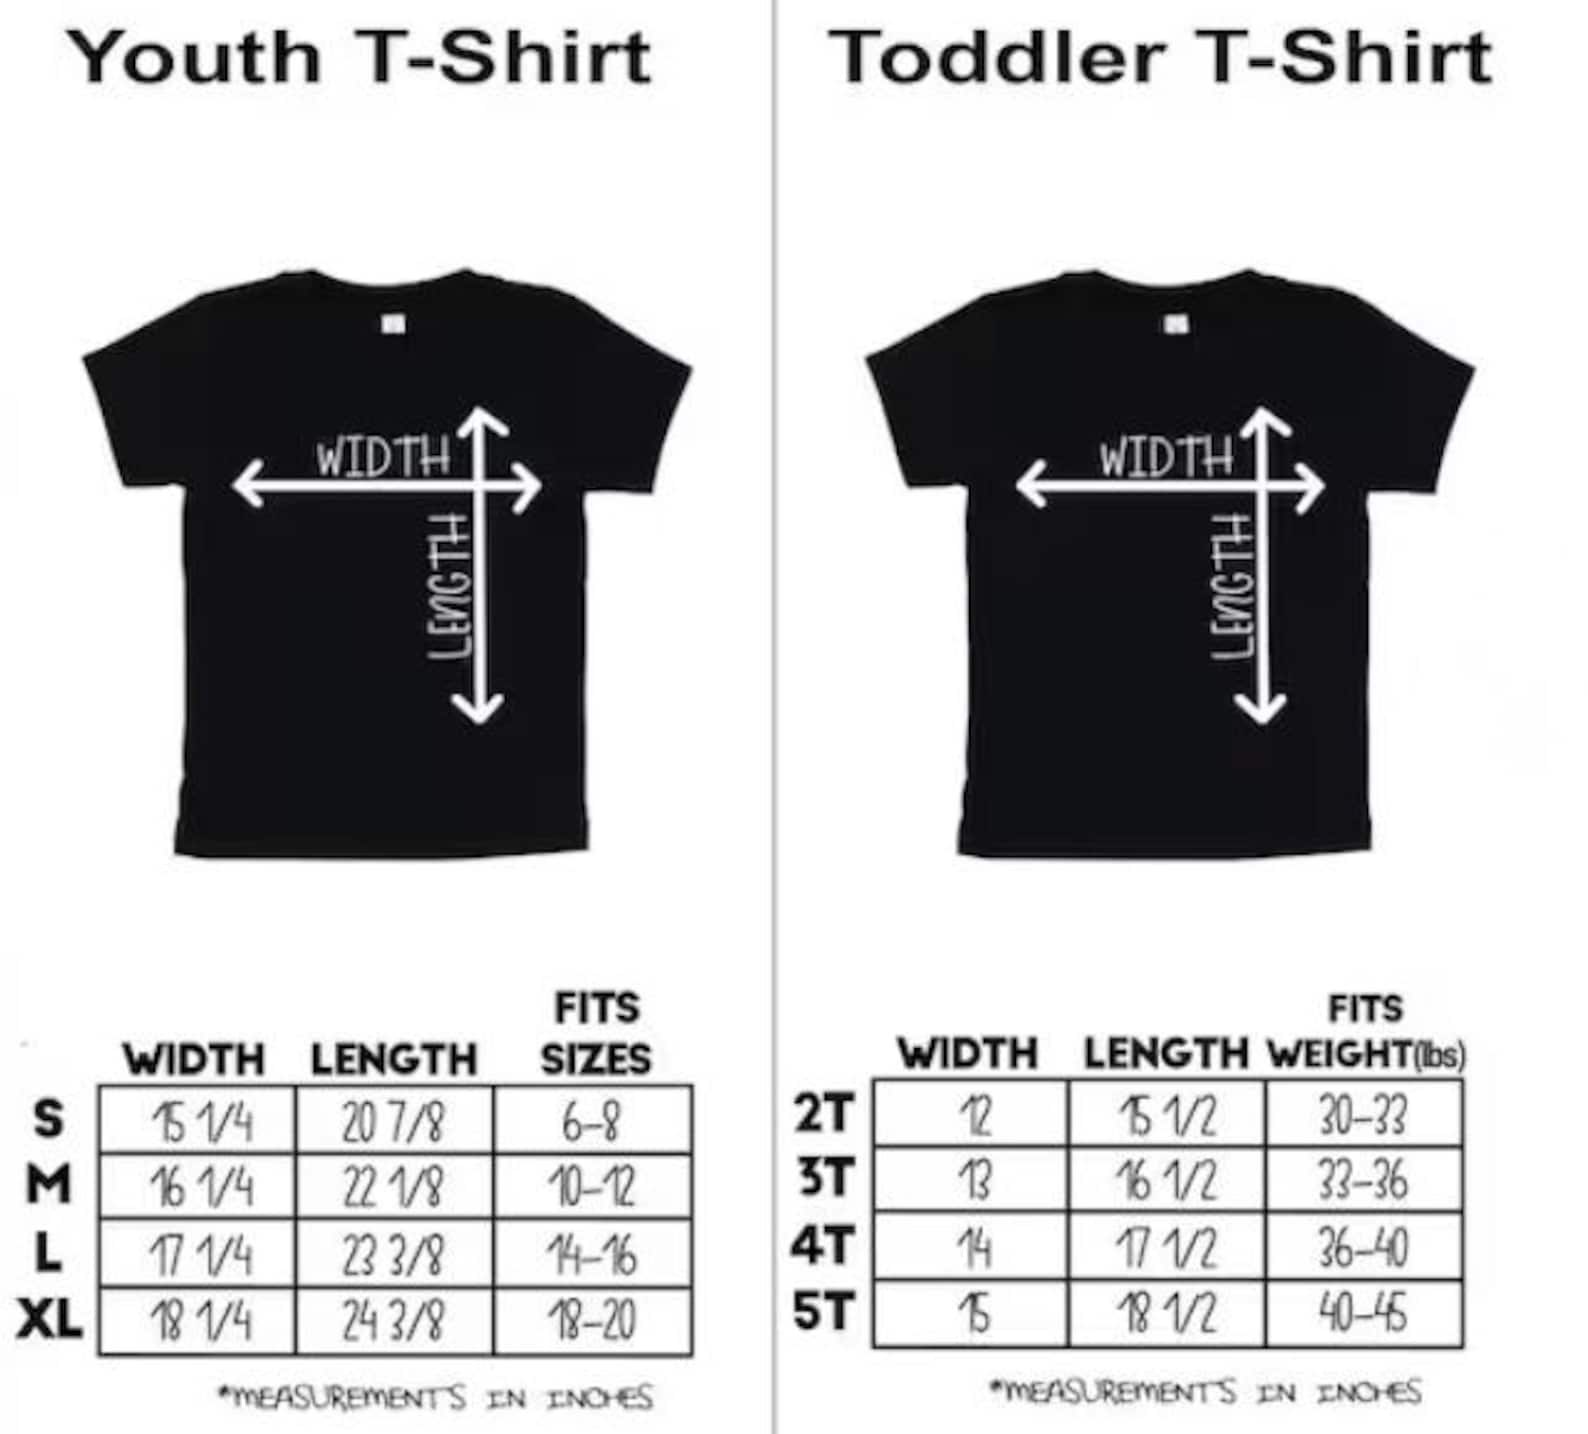 Youth T-Shirt
WIDTH
LENGTH
FITS
WIDTH LENGTH SIZES
S 15 1/4 20 7/8 6-8
M 16 1/4 22 1/8 10-12
L 17 1/4 23 3/8 14-16
XL 18 1/4 24 3/8 18-20
*MEASUREMENTS IN INCHES
Toddler T-Shirt
WIDTH
LENGTH
FITS
WIDTH LENGTH WEIGHT(lbs)
2T 12 15 1/2 30-33
3T 13 16 1/2 33-36
4T 14 17 1/2 36-40
5T 15 18 1/2 40-45
*MEASUREMENTS IN INCHES